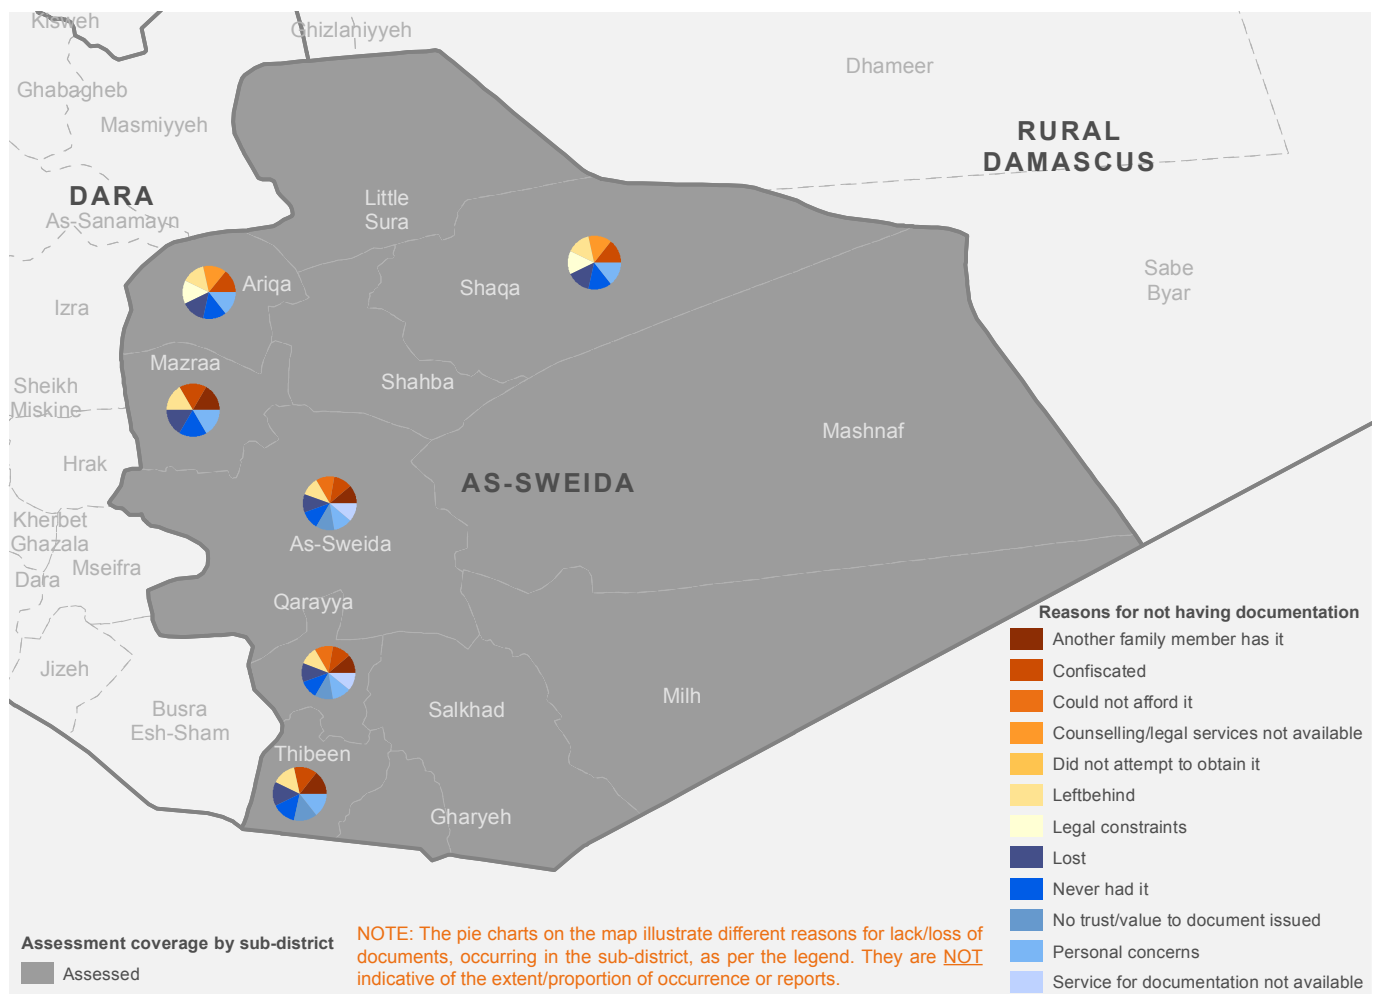 Kisweh
Ghizlaniyyeh
Dhameer
Ghabagheb
Masmiyyeh
RURAL
DAMASCUS
DARA
As-Sanamayn
Little
Sura
Sabe
Byar
Ariqa
Shaqa
Izra
Mazraa
Shahba
Sheikh
Miskine
Mashnaf
Hrak
AS-SWEIDA
Kherbet
Ghazala
As-Sweida
Mseifra
Dara
Qarayya
Jizeh
Milh
Busra
Esh-Sham
Salkhad
Thibeen
Gharyeh
Reasons for not having documentation
Another family member has it
Confiscated
Could not afford it
Counselling/legal services not available
Did not attempt to obtain it
Leftbehind
Legal constraints
Lost
Never had it
No trust/value to document issued
Personal concerns
Service for documentation not available
Assessment coverage by sub-district
Assessed
NOTE: The pie charts on the map illustrate different reasons for lack/loss of
documents, occurring in the sub-district, as per the legend. They are NOT
indicative of the extent/proportion of occurrence or reports.